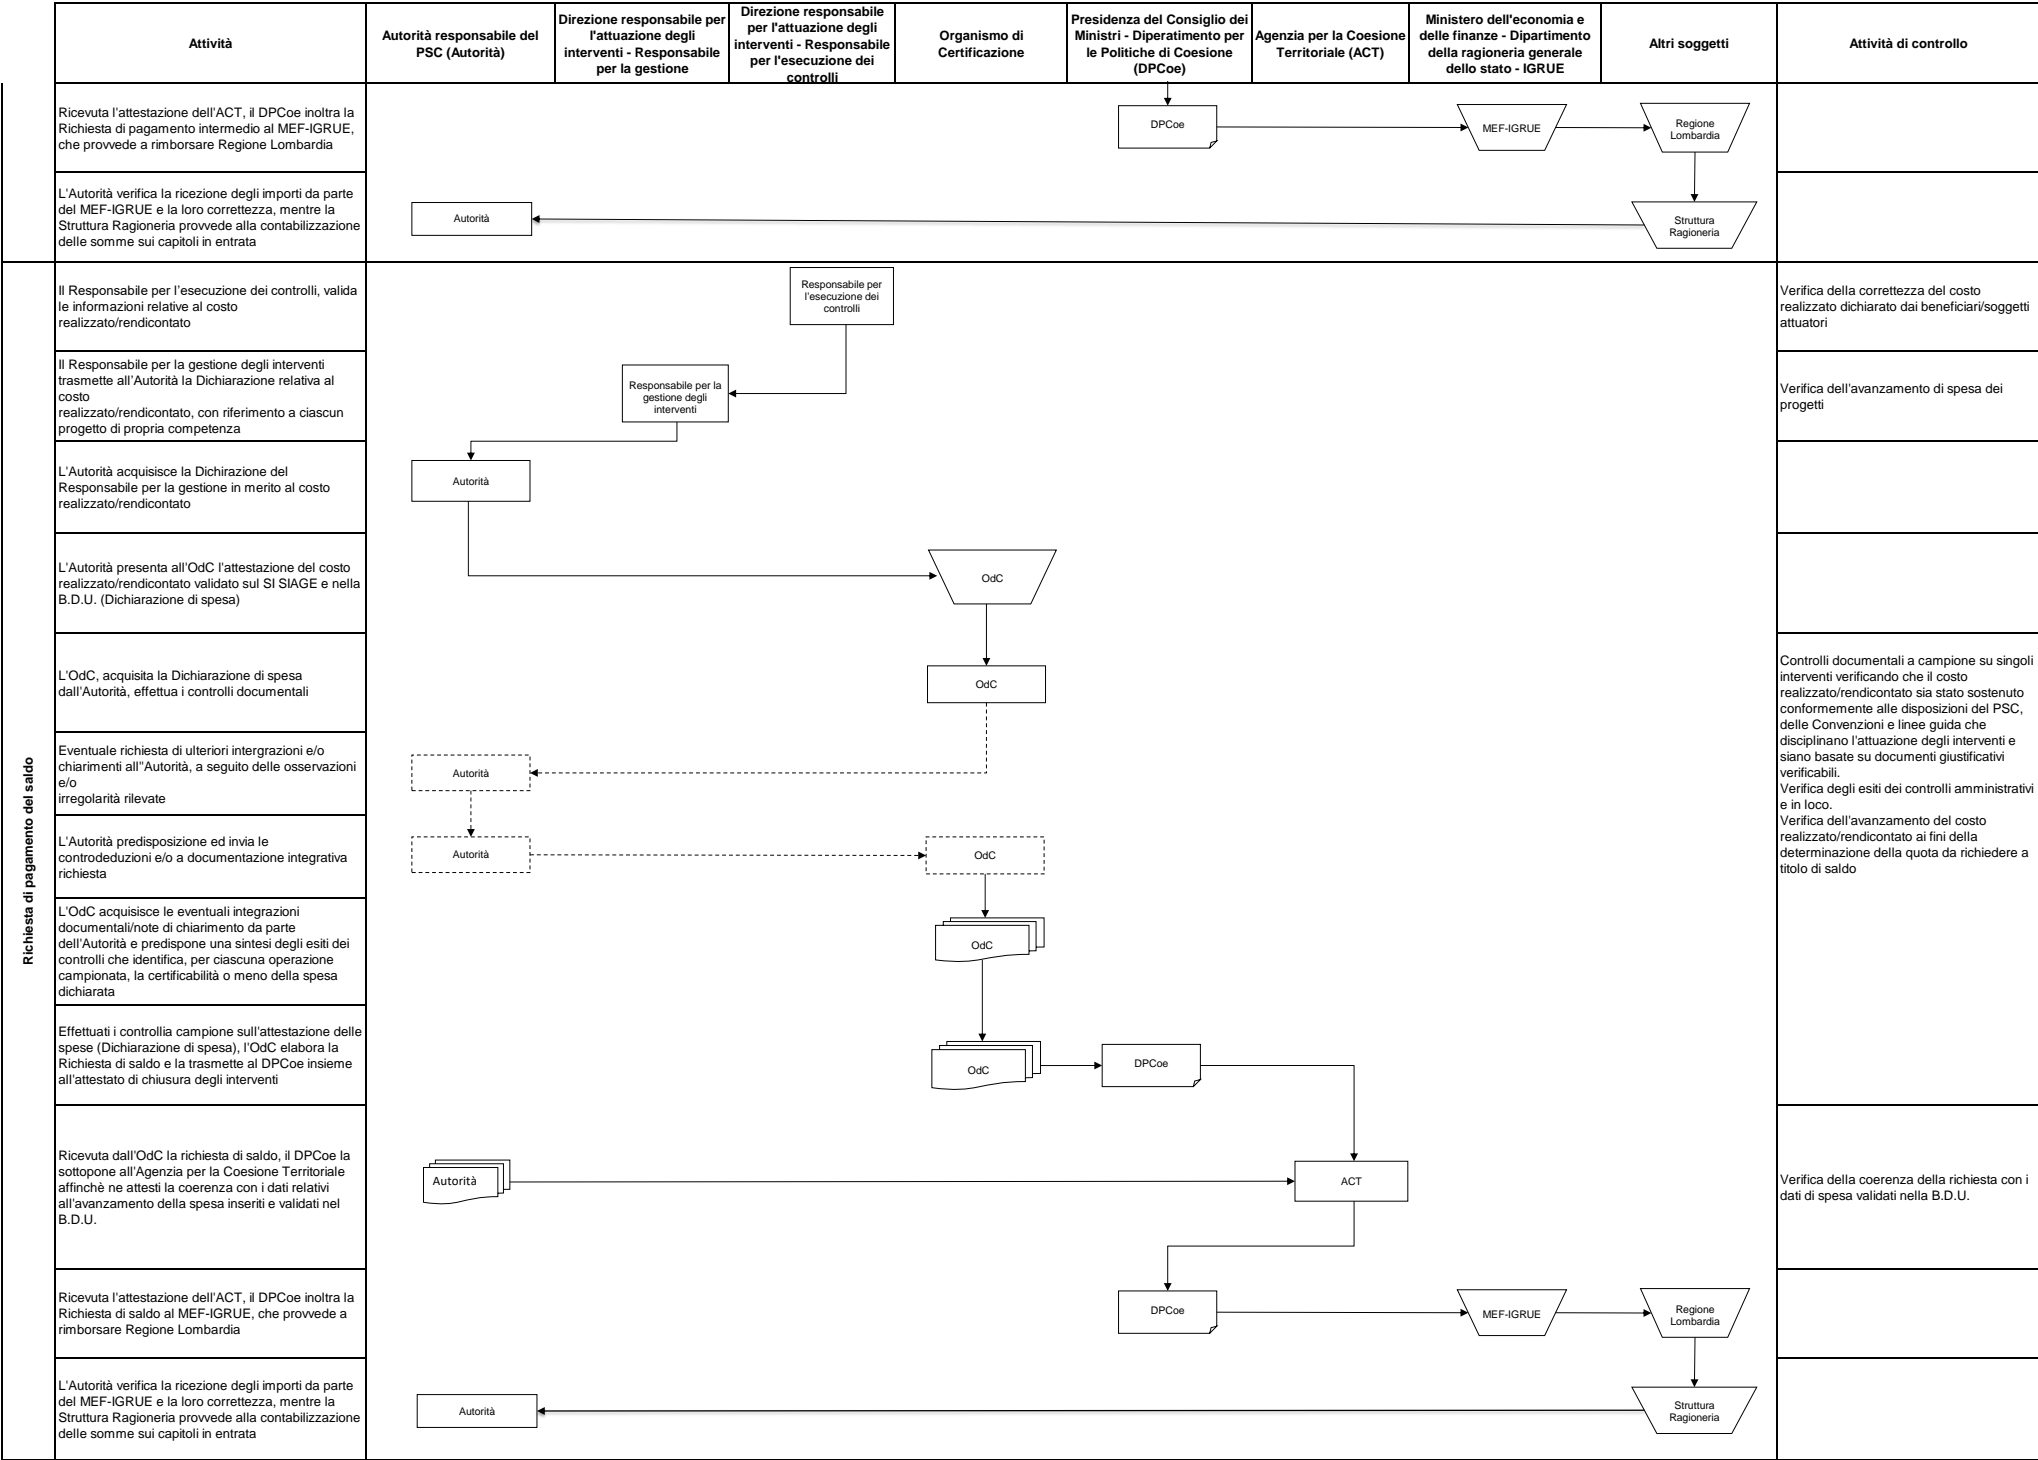 Attività
Autorità responsabile del
PSC (Autorità)
Direzione responsabile per
l'attuazione degli
interventi - Responsabile
per la gestione
Direzione responsabile
per l'attuazione degli
interventi - Responsabile
per l'esecuzione dei
controlli
Organismo di
Certificazione
Presidenza del Consiglio dei
Ministri - Diperatimento per
le Politiche di Coesione
(DPCoe)
Agenzia per la Coesione
Territoriale (ACT)
Ministero dell'economia e
delle finanze - Dipartimento
della ragioneria generale
dello stato - IGRUE
Altri soggetti
Attività di controllo
Ricevuta l'attestazione dell'ACT, il DPCoe inoltra la
Richiesta di pagamento intermedio al MEF-IGRUE,
che provvede a rimborsare Regione Lombardia
DPCoe
MEF-IGRUE
Regione
Lombardia
L'Autorità verifica la ricezione degli importi da parte
del MEF-IGRUE e la loro correttezza, mentre la
Struttura Ragioneria provvede alla contabilizzazione
delle somme sui capitoli in entrata
Autorità
Struttura
Ragioneria
Richiesta di pagamento del saldo
Il Responsabile per l'esecuzione dei controlli, valida
le informazioni relative al costo
realizzato/rendicontato
Responsabile per
l'esecuzione dei
controlli
Verifica della correttezza del costo
realizzato dichiarato dai beneficiari/soggetti
attuatori
Il Responsabile per la gestione degli interventi
trasmette all'Autorità la Dichiarazione relativa al
costo
realizzato/rendicontato, con riferimento a ciascun
progetto di propria competenza
Responsabile per la
gestione degli
interventi
Verifica dell'avanzamento di spesa dei
progetti
L'Autorità acquisisce la Dichirazione del
Responsabile per la gestione in merito al costo
realizzato/rendicontato
Autorità
L'Autorità presenta all'OdC l'attestazione del costo
realizzato/rendicontato validato sul SI SIAGE e nella
B.D.U. (Dichiarazione di spesa)
OdC
L'OdC, acquisita la Dichiarazione di spesa
dall'Autorità, effettua i controlli documentali
OdC
Controlli documentali a campione su singoli
interventi verificando che il costo
realizzato/rendicontato sia stato sostenuto
conformemente alle disposizioni del PSC,
delle Convenzioni e linee guida che
disciplinano l'attuazione degli interventi e
siano basate su documenti giustificativi
verificabili.
Verifica degli esiti dei controlli amministrativi
e in loco.
Verifica dell'avanzamento del costo
realizzato/rendicontato ai fini della
determinazione della quota da richiedere a
titolo di saldo
Eventuale richiesta di ulteriori intergrazioni e/o
chiarimenti all''Autorità, a seguito delle osservazioni
e/o
irregolarità rilevate
Autorità
L'Autorità predisposizione ed invia le
controdeduzioni e/o a documentazione integrativa
richiesta
Autorità
OdC
L'OdC acquisisce le eventuali integrazioni
documentali/note di chiarimento da parte
dell'Autorità e predispone una sintesi degli esiti dei
controlli che identifica, per ciascuna operazione
campionata, la certificabilità o meno della spesa
dichiarata
OdC
Effettuati i controllia campione sull'attestazione delle
spese (Dichiarazione di spesa), l'OdC elabora la
Richiesta di saldo e la trasmette al DPCoe insieme
all'attestato di chiusura degli interventi
OdC
DPCoe
Ricevuta dall'OdC la richiesta di saldo, il DPCoe la
sottopone all'Agenzia per la Coesione Territoriale
affinchè ne attesti la coerenza con i dati relativi
all'avanzamento della spesa inseriti e validati nel
B.D.U.
Autorità
ACT
Verifica della coerenza della richiesta con i
dati di spesa validati nella B.D.U.
Ricevuta l'attestazione dell'ACT, il DPCoe inoltra la
Richiesta di saldo al MEF-IGRUE, che provvede a
rimborsare Regione Lombardia
DPCoe
MEF-IGRUE
Regione
Lombardia
L'Autorità verifica la ricezione degli importi da parte
del MEF-IGRUE e la loro correttezza, mentre la
Struttura Ragioneria provvede alla contabilizzazione
delle somme sui capitoli in entrata
Autorità
Struttura
Ragioneria